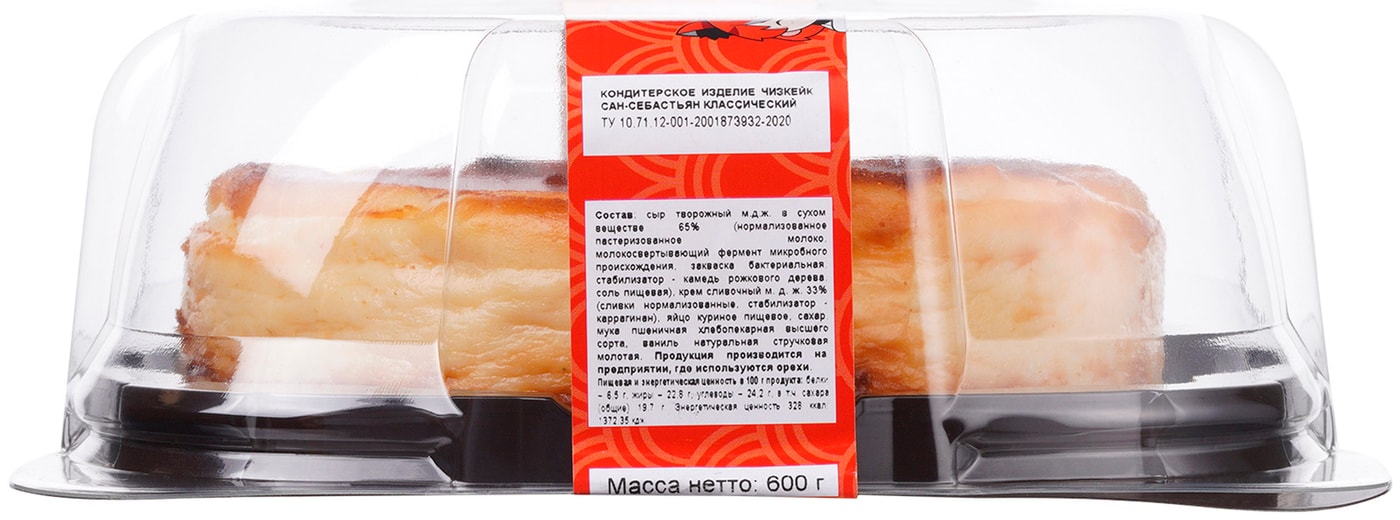 КОНДИТЕРСКОЕ ИЗДЕЛИЕ ЧИЗКЕЙК
САН-СЕБАСТЬЯН КЛАССИЧЕСКИЙ
ТУ 10.71.12-001-2001873932-2020
Состав: сыр творожный м.д.ж. в сухом
веществе 65% (нормализованное
пастеризованное молоко,
молокосвертывающий фермент микробного
происхождения, закваска бактериальная,
стабилизатор - камедь рожкового дерева,
соль пищевая), крем сливочный м. д. ж. 33%
(сливки нормализованные, стабилизатор -
каррагинан), яйцо куриное пищевое, сахар,
мука пшеничная хлебопекарная высшего
сорта, ваниль натуральная стручковая
молотая. Продукция производится на
предприятии, где используются орехи.
Пищевая и энергетическая ценность в 100 г продукта: белки
– 6,5 г, жиры – 22,8 г, углеводы – 24,2 г, в т.ч. сахара
(общие) 19,7 г. Энергетическая ценность 328 ккал/
1372,35 кдж
Масса нетто: 600 г